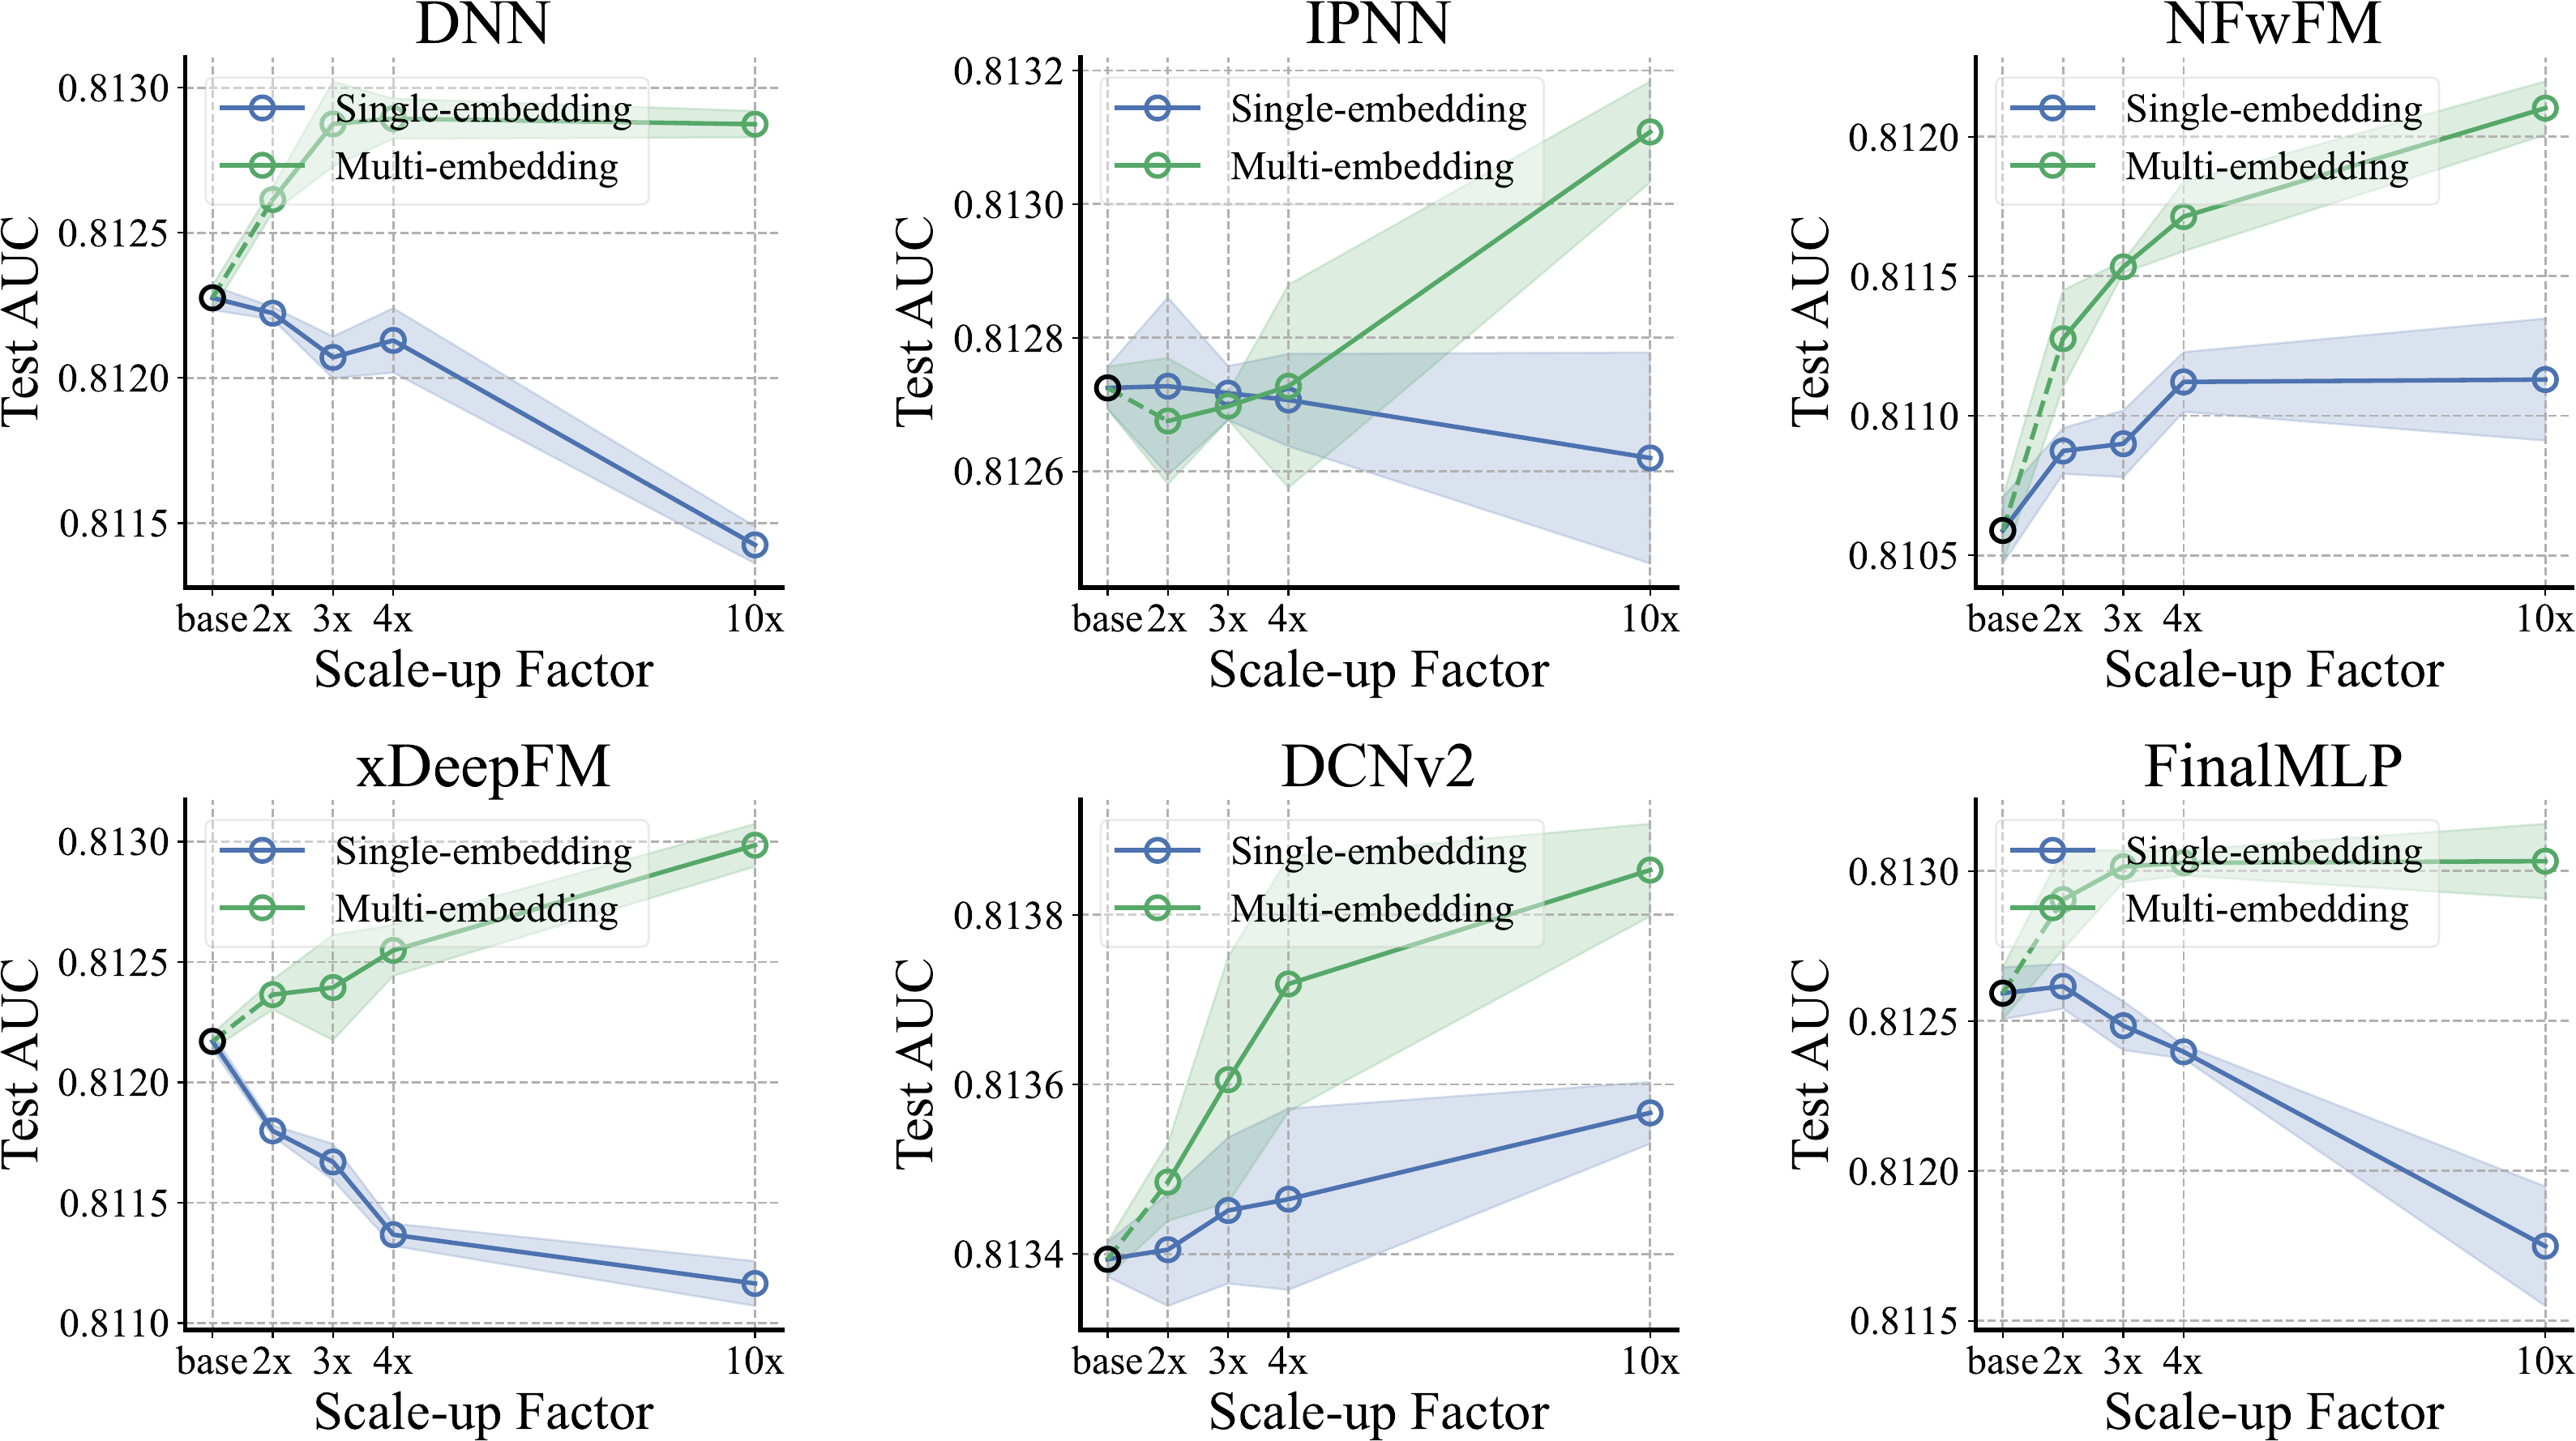 DNN
0.8130
0.8125
0.8120
0.8115
Test AUC
Single-embedding
Multi-embedding
base 2x 3x 4x 10x
Scale-up Factor
IPNN
0.8132
0.8130
0.8128
0.8126
Test AUC
Single-embedding
Multi-embedding
base 2x 3x 4x 10x
Scale-up Factor
NFwFM
0.8120
0.8115
0.8110
0.8105
Test AUC
Single-embedding
Multi-embedding
base 2x 3x 4x 10x
Scale-up Factor
xDeepFM
0.8130
0.8125
0.8120
0.8115
0.8110
Test AUC
Single-embedding
Multi-embedding
base 2x 3x 4x 10x
Scale-up Factor
DCNv2
0.8138
0.8136
0.8134
Test AUC
Single-embedding
Multi-embedding
base 2x 3x 4x 10x
Scale-up Factor
FinalMLP
0.8130
0.8125
0.8120
0.8115
Test AUC
Single-embedding
Multi-embedding
base 2x 3x 4x 10x
Scale-up Factor